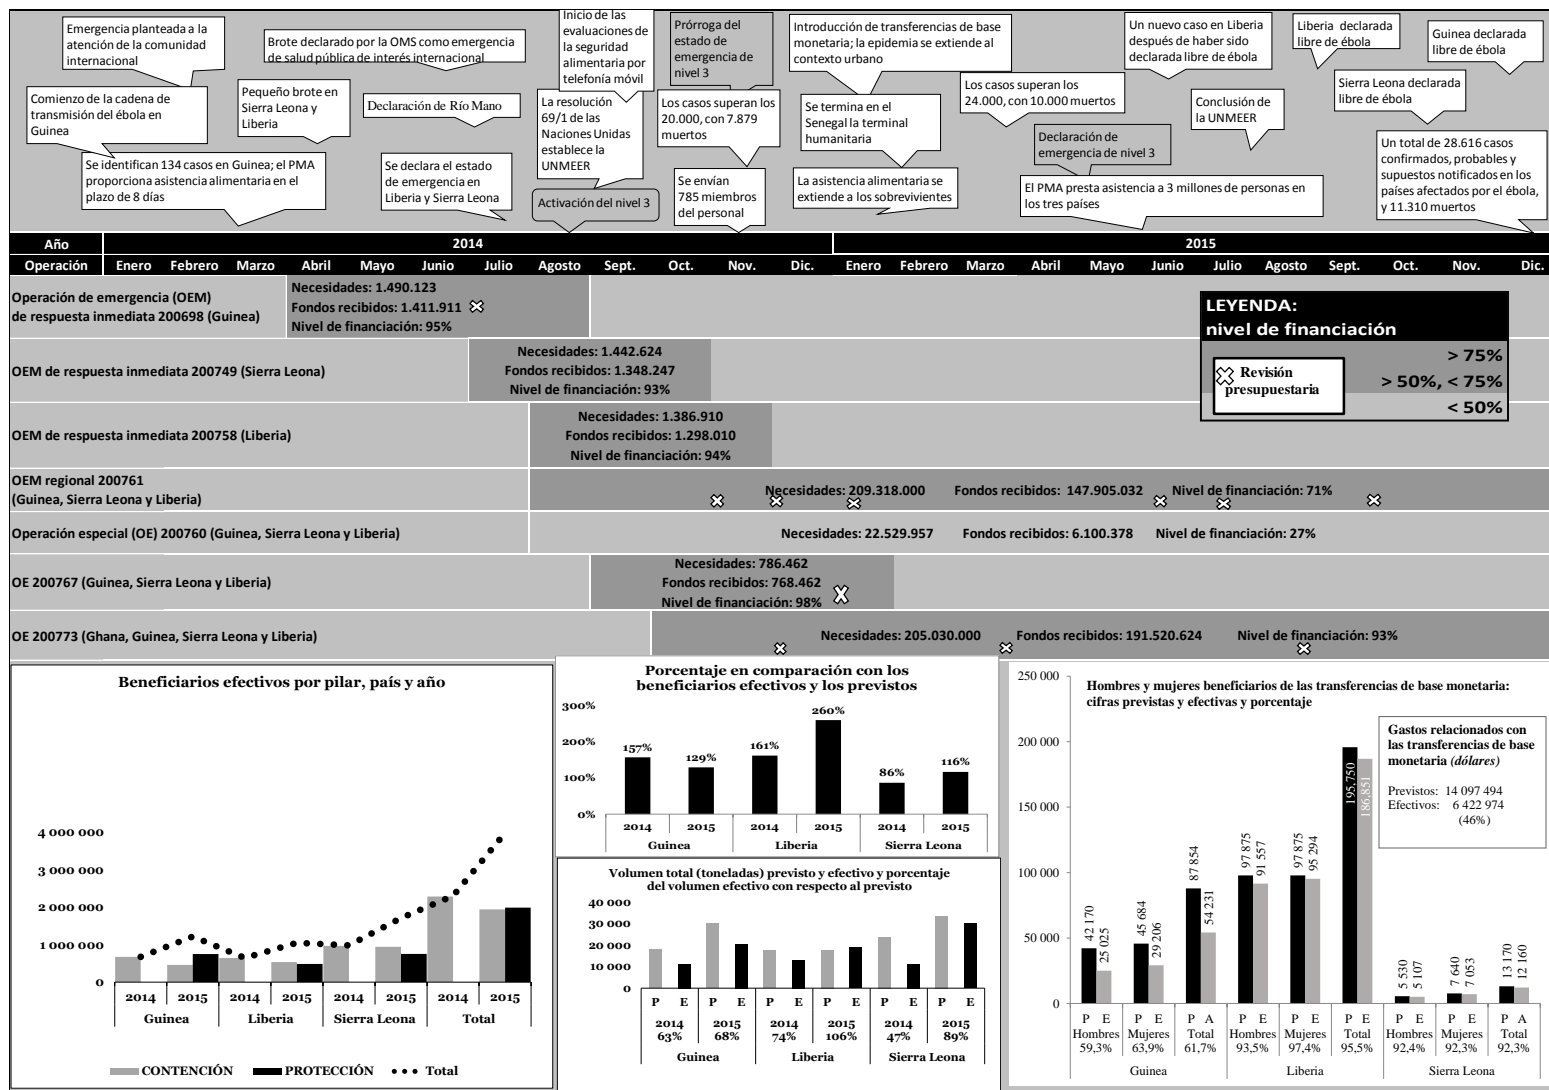 Emergencia planteada a la
atención de la comunidad
internacional
Comienzo de la cadena de
transmisión del ébola en
Guinea
Se identifican 134 casos en Guinea; el PMA
proporciona asistencia alimentaria en el
plazo de 8 días
Brote declarado por la OMS como emergencia
de salud pública de interés internacional
Pequeño brote en
Sierra Leona y
Liberia
Declaración de Río Mano
Se declara el estado
de emergencia en
Liberia y Sierra Leona
Inicio de las
evaluaciones de
la seguridad
alimentaria por
telefonía móvil
La resolución
69/1 de las
Naciones Unidas
establece la
UNMEER
Activación del nivel 3
Prórroga del
estado de
emergencia de
nivel 3
Los casos superan los
20.000, con 7.879
muertos
Se envían
785 miembros
del personal
Introducción de transferencias de base
monetaria; la epidemia se extiende al
contexto urbano
Se termina en el
Senegal la terminal
humanitaria
La asistencia alimentaria se
extiende a los sobrevivientes
Los casos superan los
24.000, con 10.000 muertos
Declaración de
emergencia de nivel 3
El PMA presta asistencia a 3 millones de personas en
los tres países
Un nuevo caso en Liberia
después de haber sido
declarada libre de ébola
Conclusión de
la UNMEER
Liberia declarada
libre de ébola
Sierra Leona declarada
libre de ébola
Guinea declarada
libre de ébola
Un total de 28.616 casos
confirmados, probables y
supuestos notificados en los
países afectados por el ébola,
y 11.310 muertos
Año 2014 2015
Operación Enero Febrero Marzo Abril Mayo Junio Julio Agosto Sept. Oct. Nov. Dic. Enero Febrero Marzo Abril Mayo Junio Julio Agosto Sept. Oct. Nov. Dic.
Operación de emergencia (OEM)
de respuesta inmediata 200698 (Guinea)
Necesidades: 1.490.123
Fondos recibidos: 1.411.911
Nivel de financiación: 95%
LEYENDA:
nivel de financiación
> 75%
> 50%, < 75%
< 50%
Revisión
presupuestaria
OEM de respuesta inmediata 200749 (Sierra Leona)
Necesidades: 1.442.624
Fondos recibidos: 1.348.247
Nivel de financiación: 93%
OEM de respuesta inmediata 200758 (Liberia)
Necesidades: 1.386.910
Fondos recibidos: 1.298.010
Nivel de financiación: 94%
OEM regional 200761
(Guinea, Sierra Leona y Liberia)
Necesidades: 209.318.000 Fondos recibidos: 147.905.032 Nivel de financiación: 71%
Operación especial (OE) 200760 (Guinea, Sierra Leona y Liberia)
Necesidades: 22.529.957 Fondos recibidos: 6.100.378 Nivel de financiación: 27%
OE 200767 (Guinea, Sierra Leona y Liberia)
Necesidades: 786.462
Fondos recibidos: 768.462
Nivel de financiación: 98%
OE 200773 (Ghana, Guinea, Sierra Leona y Liberia)
Necesidades: 205.030.000 Fondos recibidos: 191.520.624 Nivel de financiación: 93%
Beneficiarios efectivos por pilar, país y año
4 000 000
3 000 000
2 000 000
1 000 000
0
2014 2015 2014 2015 2014 2015 2014 2015
Guinea Liberia Sierra Leona Total
CONTENCIÓN PROTECCIÓN Total
Porcentaje en comparación con los
beneficiarios efectivos y los previstos
300%
200%
100%
0%
157% 129% 161% 260% 86% 116%
2014 2015 2014 2015 2014 2015
Guinea Liberia Sierra Leona
Volumen total (toneladas) previsto y efectivo y porcentaje
del volumen efectivo con respecto al previsto
40 000
30 000
20 000
10 000
0
P E P E P E P E P E P E
2014 2015 2014 2015 2014 2015
63% 68% 74% 106% 47% 89%
Guinea Liberia Sierra Leona
Hombres y mujeres beneficiarios de las transferencias de base monetaria:
cifras previstas y efectivas y porcentaje
250 000
200 000
150 000
100 000
50 000
0
42 170 25 025 45 684 29 206 87 854 54 231 97 875 91 557 97 875 95 294 195,750 186,851 5 530 5 107 7 640 7 053 13 170 12 160
Gastos relacionados con
las transferencias de base
monetaria (dólares)
Previstos: 14 097 494
Efectivos: 6 422 974
(46%)
P E P E P A P E P E P E P E P E P A
Hombres Mujeres Total Hombres Mujeres Total Hombres Mujeres Total
59,3% 63,9% 61,7% 93,5% 97,4% 95,5% 92,4% 92,3% 92,3%
Guinea Liberia Sierra Leona